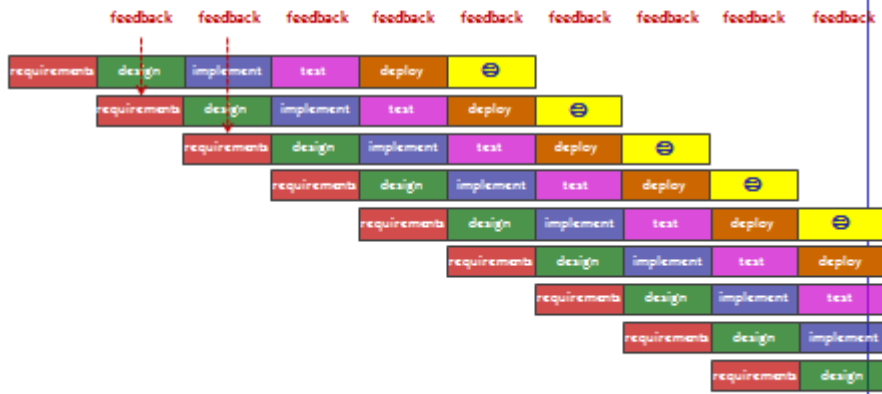 feedback feedback feedback feedback feedback feedback feedback feedback feedback
requirements design implement test deploy
requirements design implement test deploy
requirements design implement test deploy
requirements design implement test deploy
requirements design implement test deploy
requirements design implement test deploy
requirements design implement test
requirements design implement
requirements design